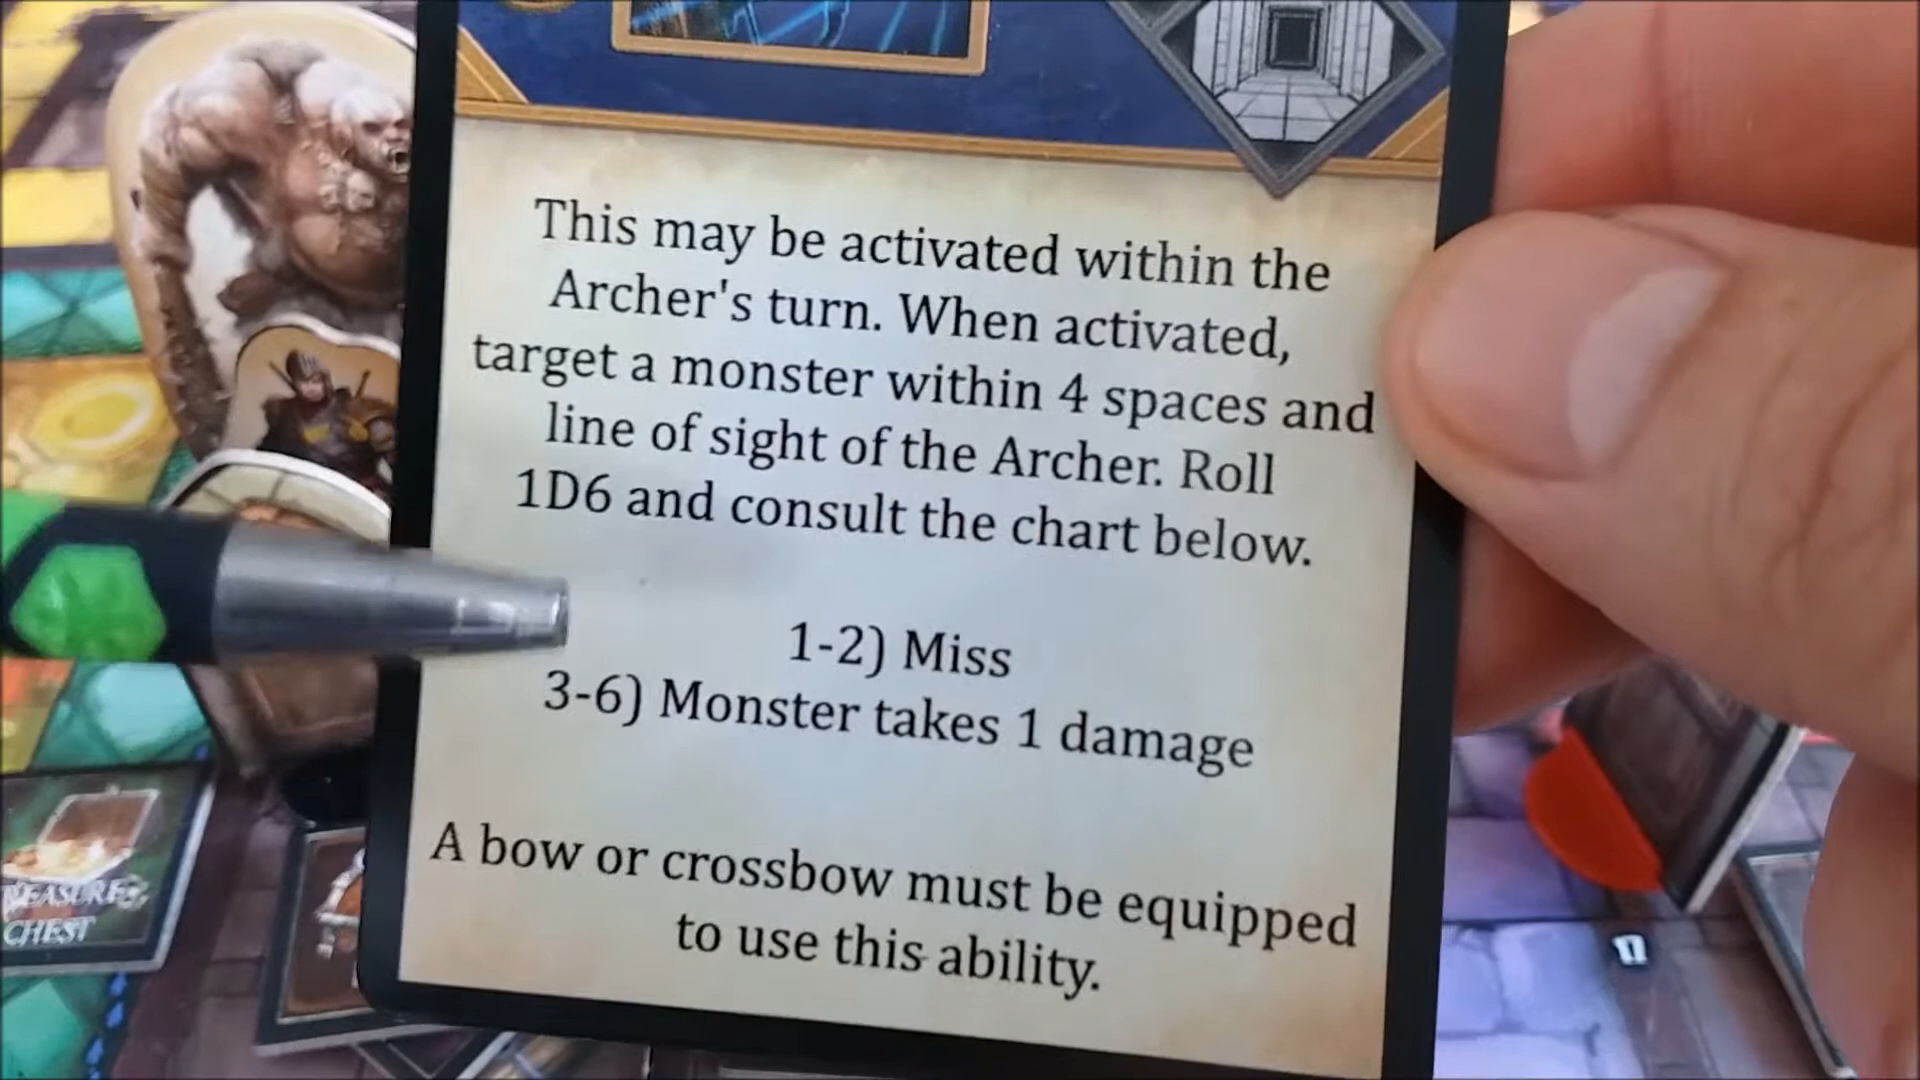 This may be activated within the
Archer's turn. When activated,
target a monster within 4 spaces and
line of sight of the Archer. Roll
1D6 and consult the chart below.
1-2) Miss
3-6) Monster takes 1 damage
A bow or crossbow must be equipped
to use this ability.
TREASURE
CHEST